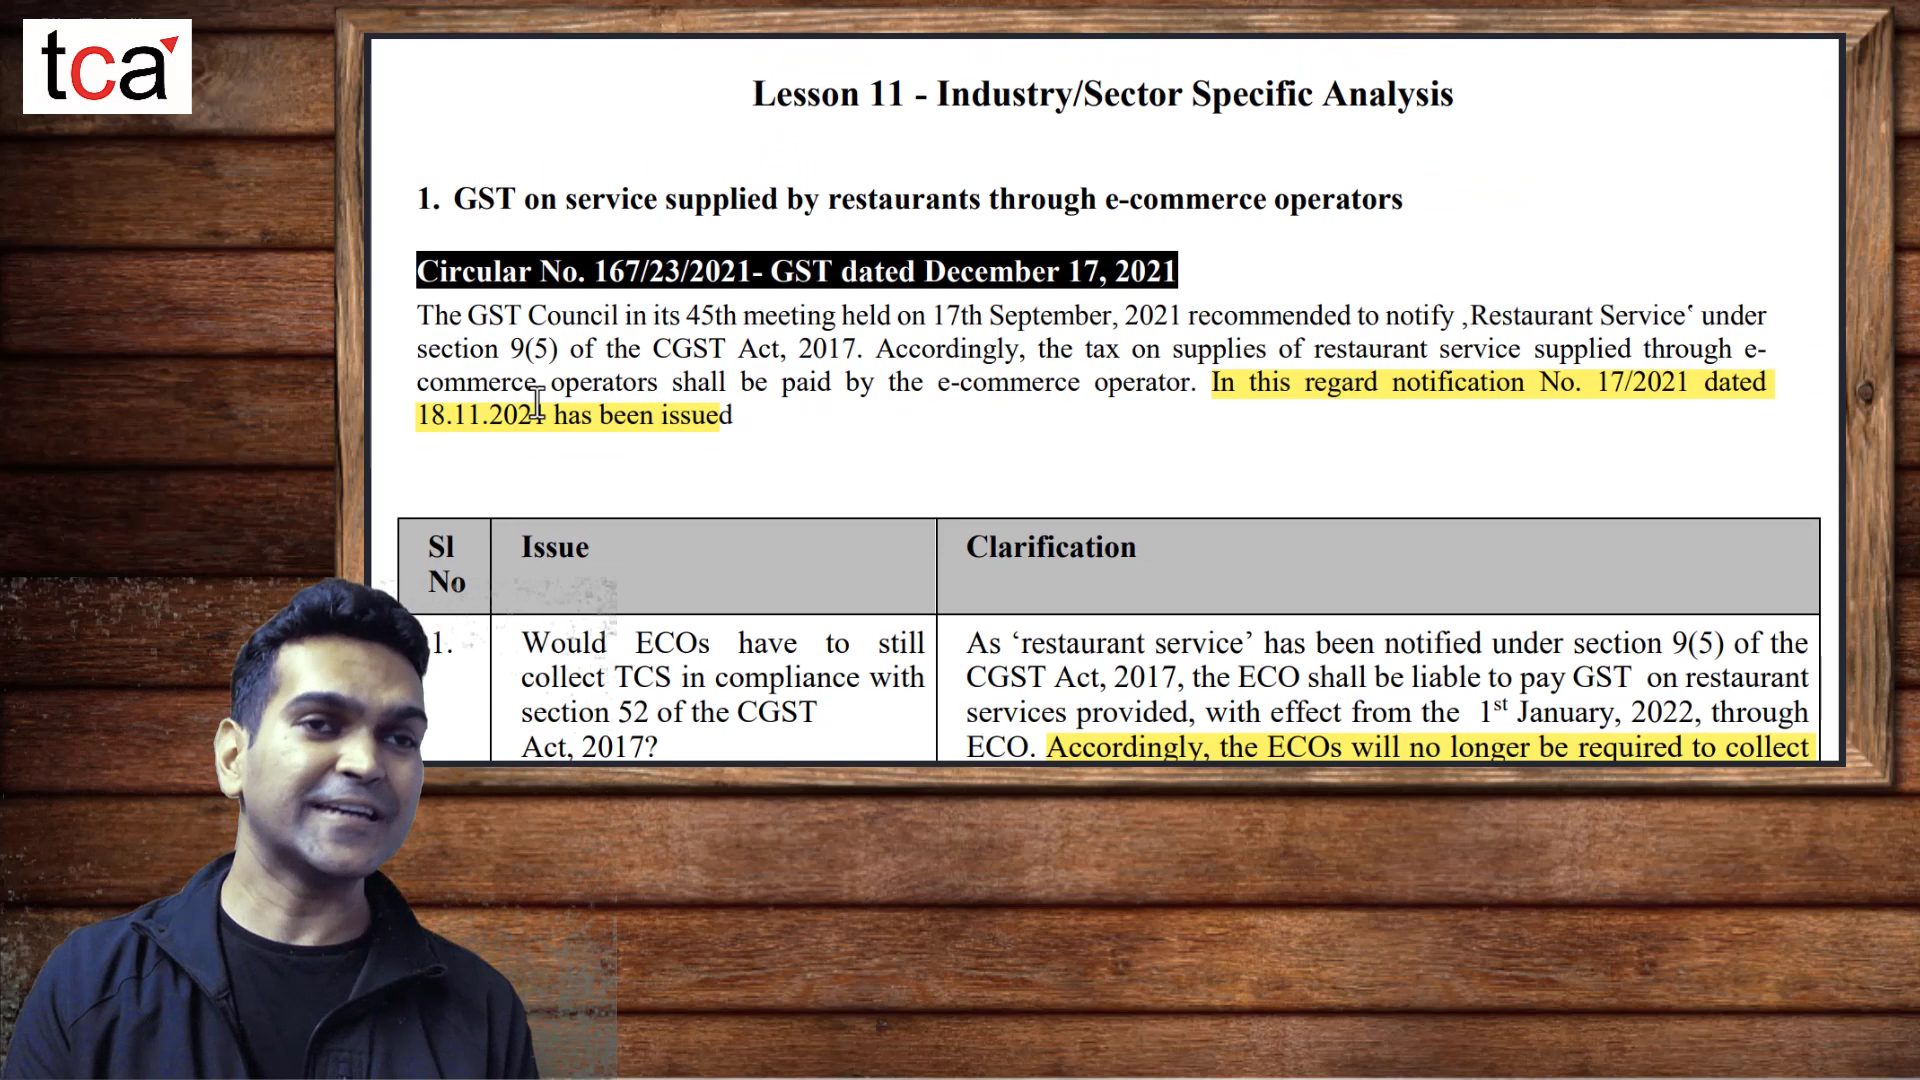 tca
Lesson 11 - Industry/Sector Specific Analysis
1. GST on service supplied by restaurants through e-commerce operators
Circular No. 167/23/2021- GST dated December 17, 2021
The GST Council in its 45th meeting held on 17th September, 2021 recommended to notify ‚Restaurant Service‛ under
section 9(5) of the CGST Act, 2017. Accordingly, the tax on supplies of restaurant service supplied through e-
commerce operators shall be paid by the e-commerce operator. In this regard notification No. 17/2021 dated
18.11.2021 has been issued
Sl
No
Issue
Clarification
1.
Would ECOs have to still
collect TCS in compliance with
section 52 of the CGST
Act, 2017?
As ‘restaurant service’ has been notified under section 9(5) of the
CGST Act, 2017, the ECO shall be liable to pay GST on restaurant
services provided, with effect from the 1st January, 2022, through
ECO. Accordingly, the ECOs will no longer be required to collect